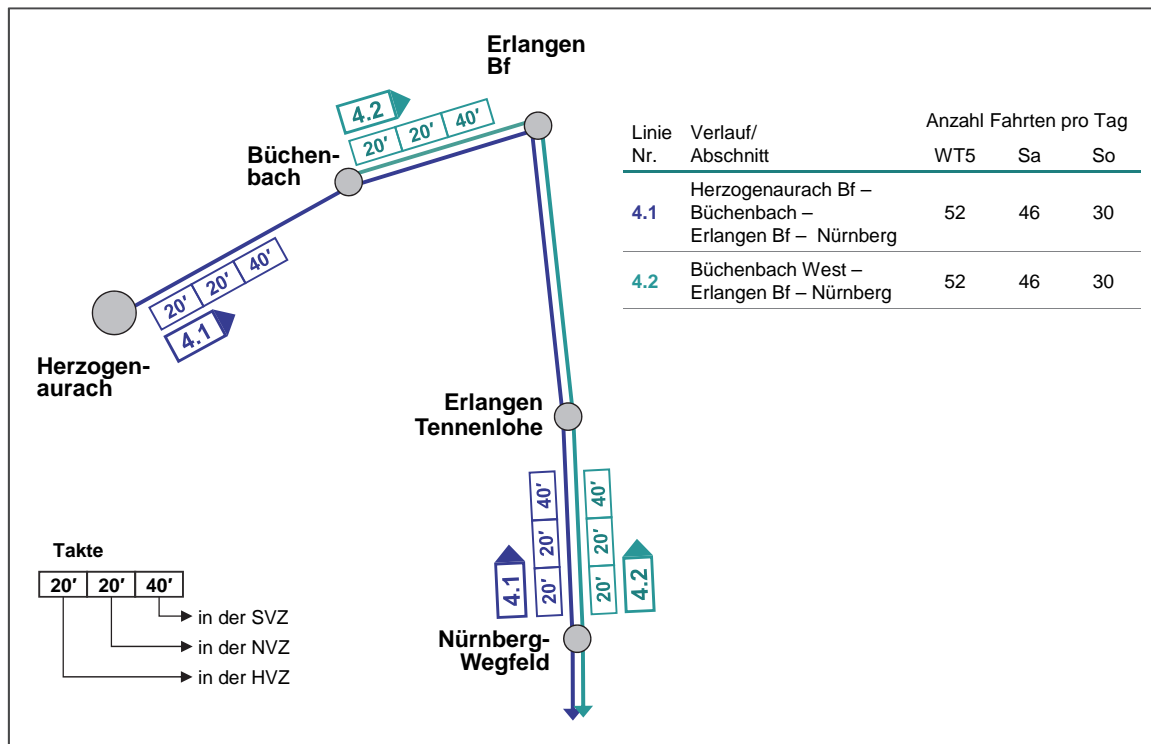 Erlangen
Bf
4.2
20′ 20′ 40′
Büchen-
bach
20′ 20′ 40′
4.1
Herzogen-
aurach
Erlangen
Tennenlohe
4.1
20′ 20′ 40′
20′ 20′ 40′
4.2
Nürnberg-
Wegfeld
Takte
20′ 20′ 40′
in der SVZ
in der NVZ
in der HVZ
Linie Verlauf/ Anzahl Fahrten pro Tag
Nr. Abschnitt WT5 Sa So
Herzogenaurach Bf –
4.1 Büchenbach – 52 46 30
Erlangen Bf – Nürnberg
4.2 Büchenbach West – 52 46 30
Erlangen Bf – Nürnberg